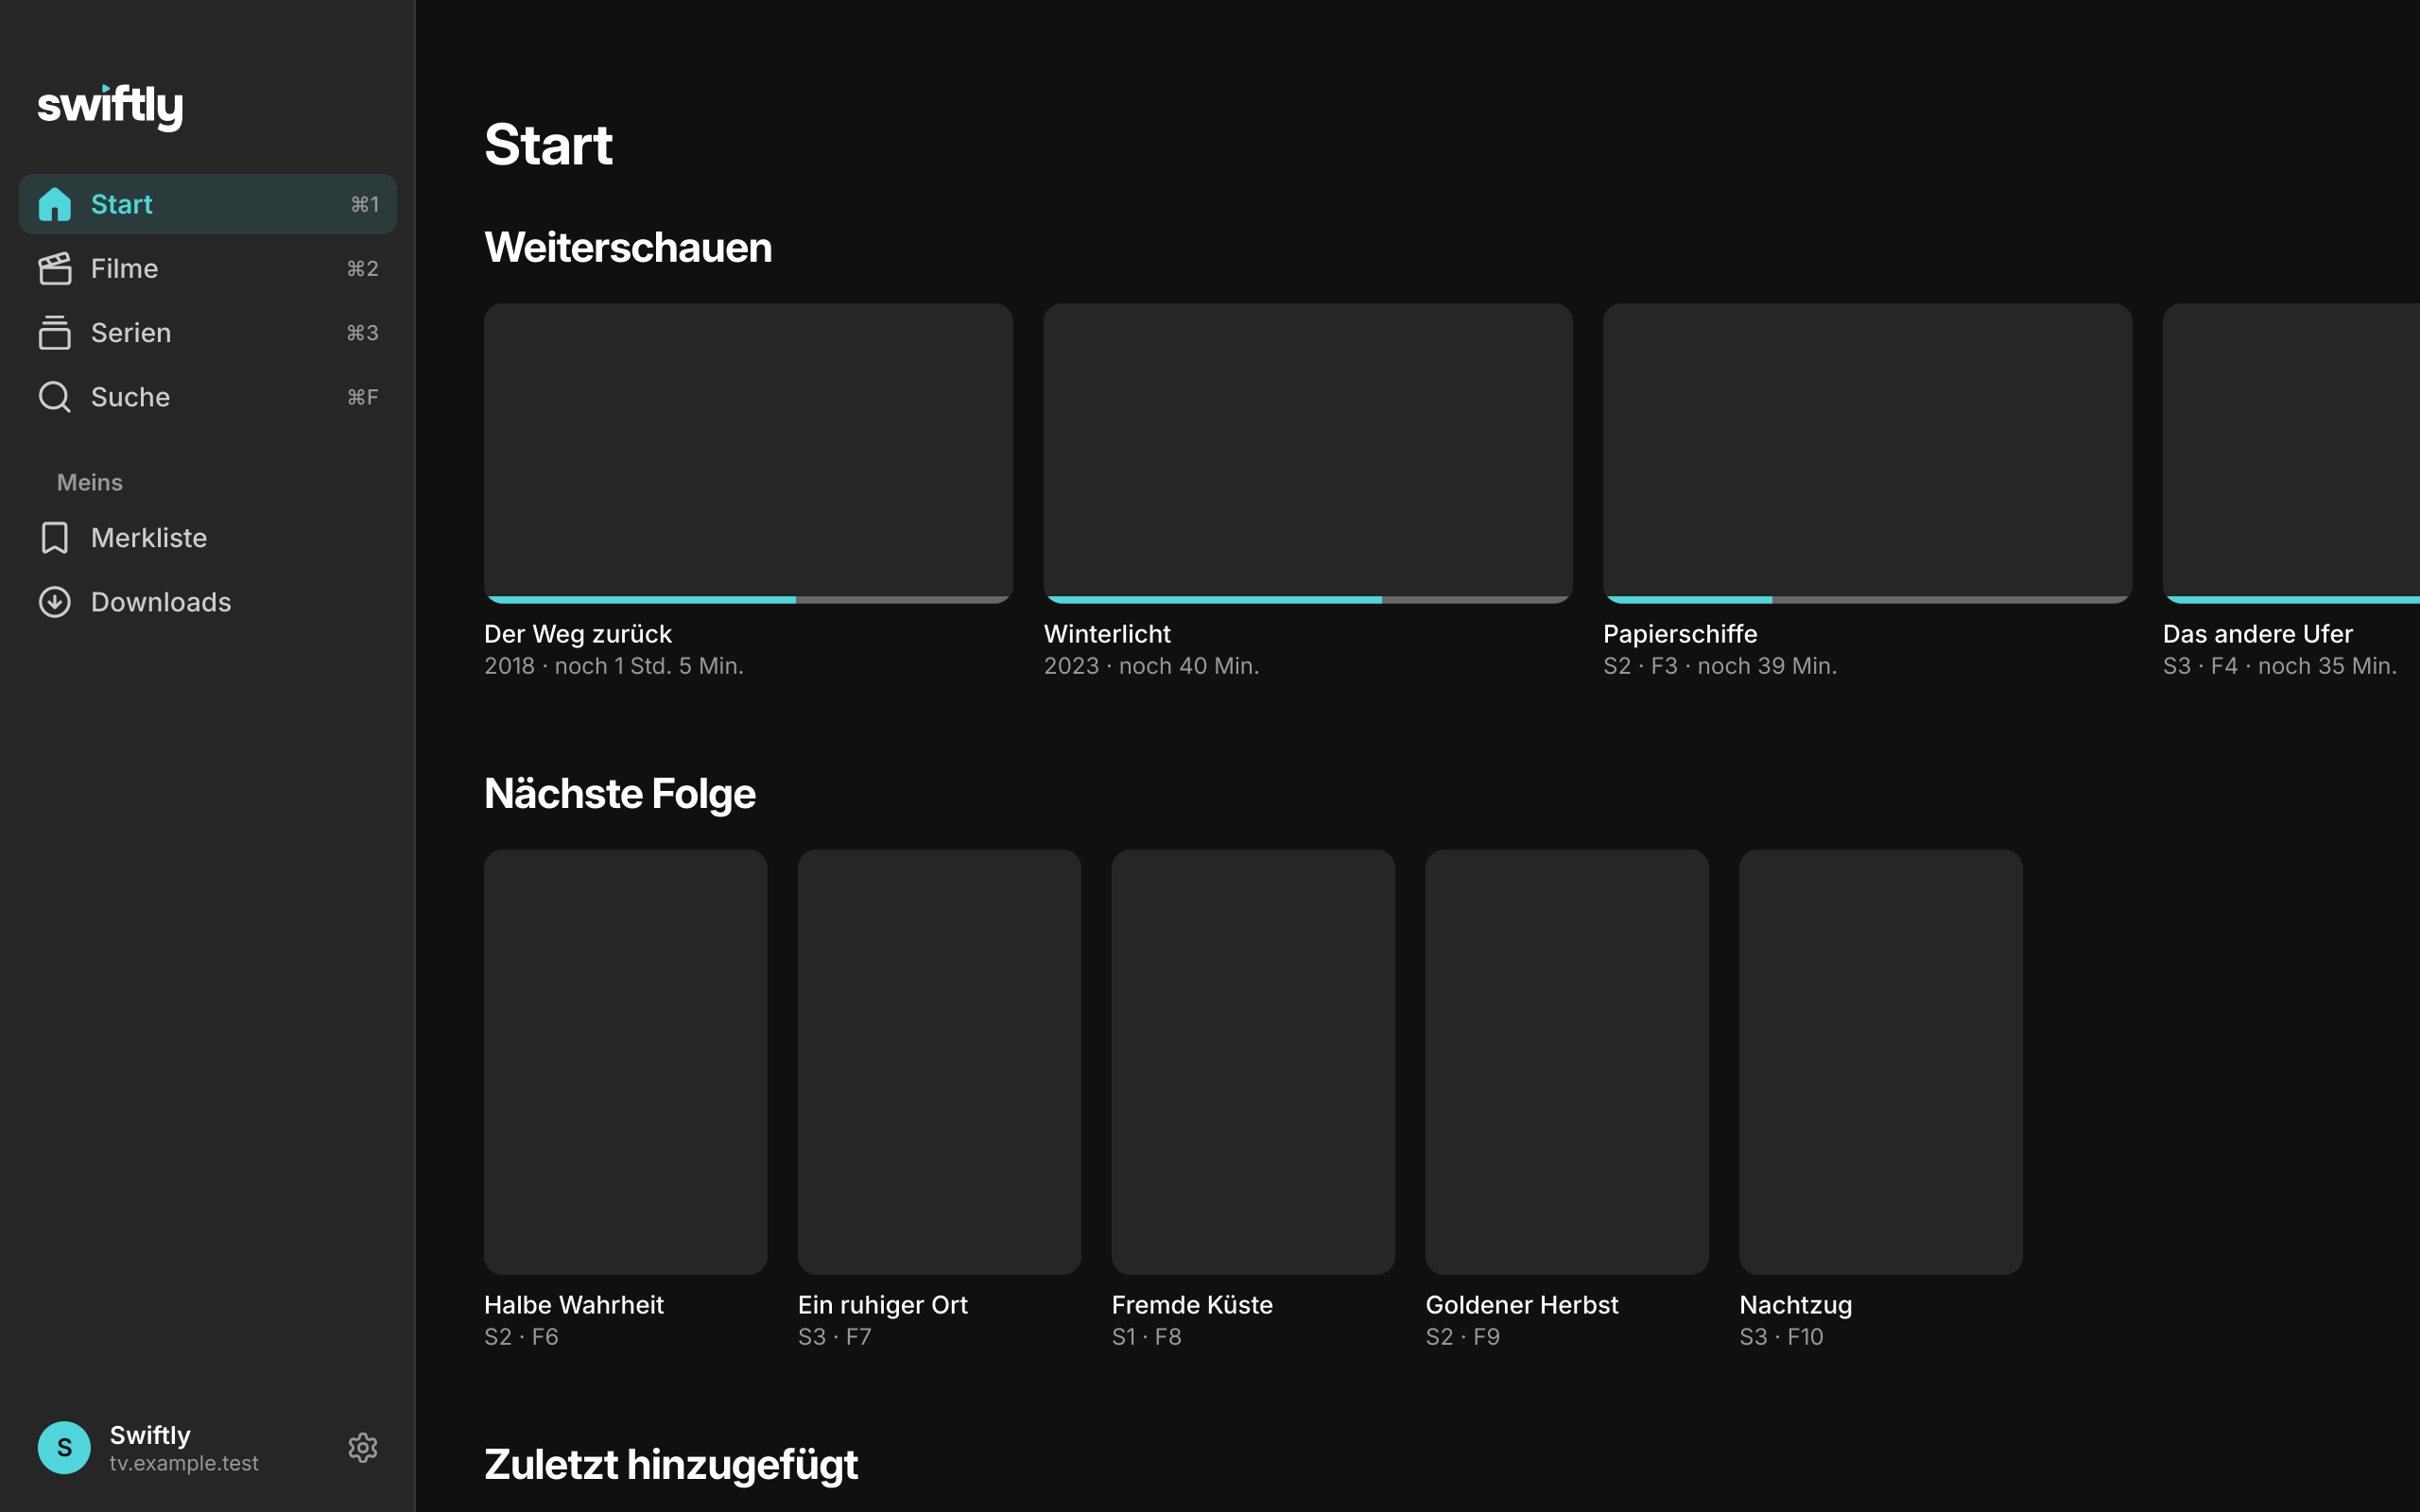 swiftly
Start ⌘1
Filme ⌘2
Serien ⌘3
Suche ⌘F
Meins
Merkliste
Downloads
S
Swiftly
tv.example.test
Start
Weiterschauen
Der Weg zurück
2018 · noch 1 Std. 5 Min.
Winterlicht
2023 · noch 40 Min.
Papierschiffe
S2 · F3 · noch 39 Min.
Das andere Ufer
S3 · F4 · noch 35 Min.
Nächste Folge
Halbe Wahrheit
S2 · F6
Ein ruhiger Ort
S3 · F7
Fremde Küste
S1 · F8
Goldener Herbst
S2 · F9
Nachtzug
S3 · F10
Zuletzt hinzugefügt